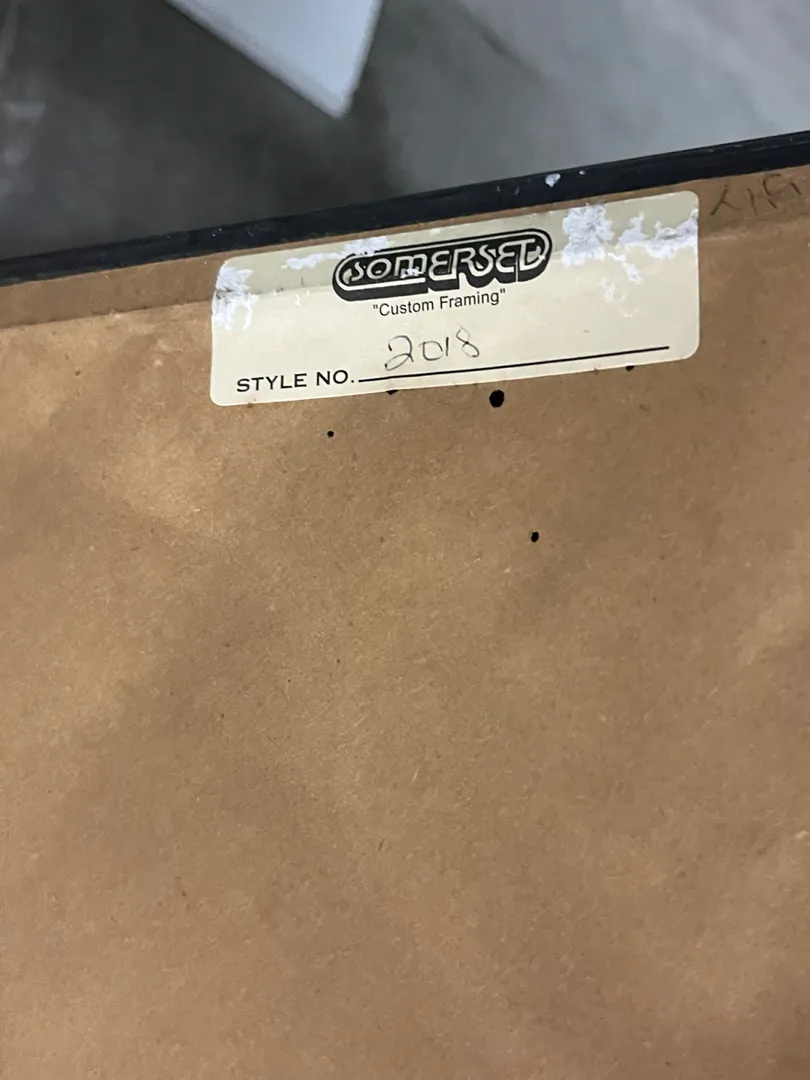 SOMERSET
"Custom Framing"
STYLE NO. 2018